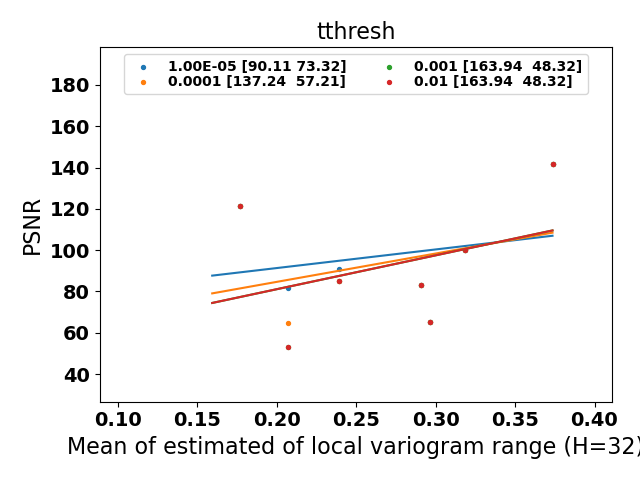 tthresh
1.00E-05 [90.11 73.32]
0.0001 [137.24 57.21]
0.001 [163.94 48.32]
0.01 [163.94 48.32]
PSNR
180
160
140
120
100
80
60
40
0.10 0.15 0.20 0.25 0.30 0.35 0.40
Mean of estimated of local variogram range (H=32)